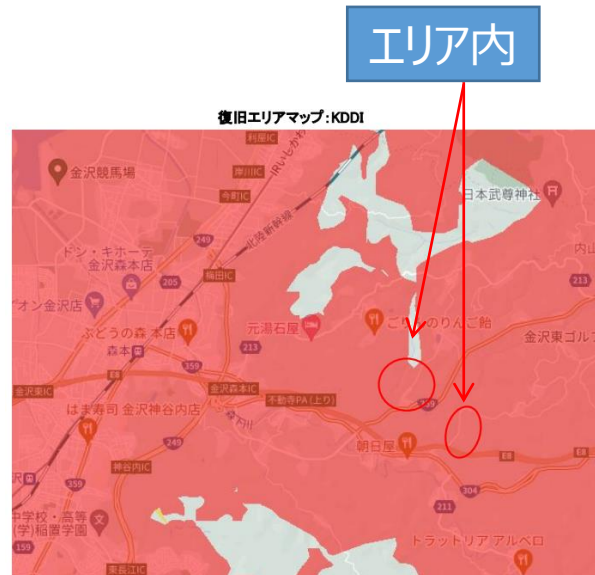 エリア内
復旧エリアマップ:KDDI
利屋IC
金沢競馬場
岸川IC
IRいしかわ
今町IC
日本武尊神社
249
北陸新幹線
内山
ドン・キホーテ
金沢森本店
梅田IC
205
213
イオン金沢店
ぶどうの森 本店
元湯石屋
のりんご飴
金沢東ゴルフ
森本
213
359
E8
金沢東IC
金沢森本IC
不動寺PA(上り)
はま寿司 金沢神谷内店
森下川
朝日屋
249
E8
E8
神谷内IC
359
304
211
中学校・高等
(学)稲置学園
トラットリア アルベロ
159
東長江IC